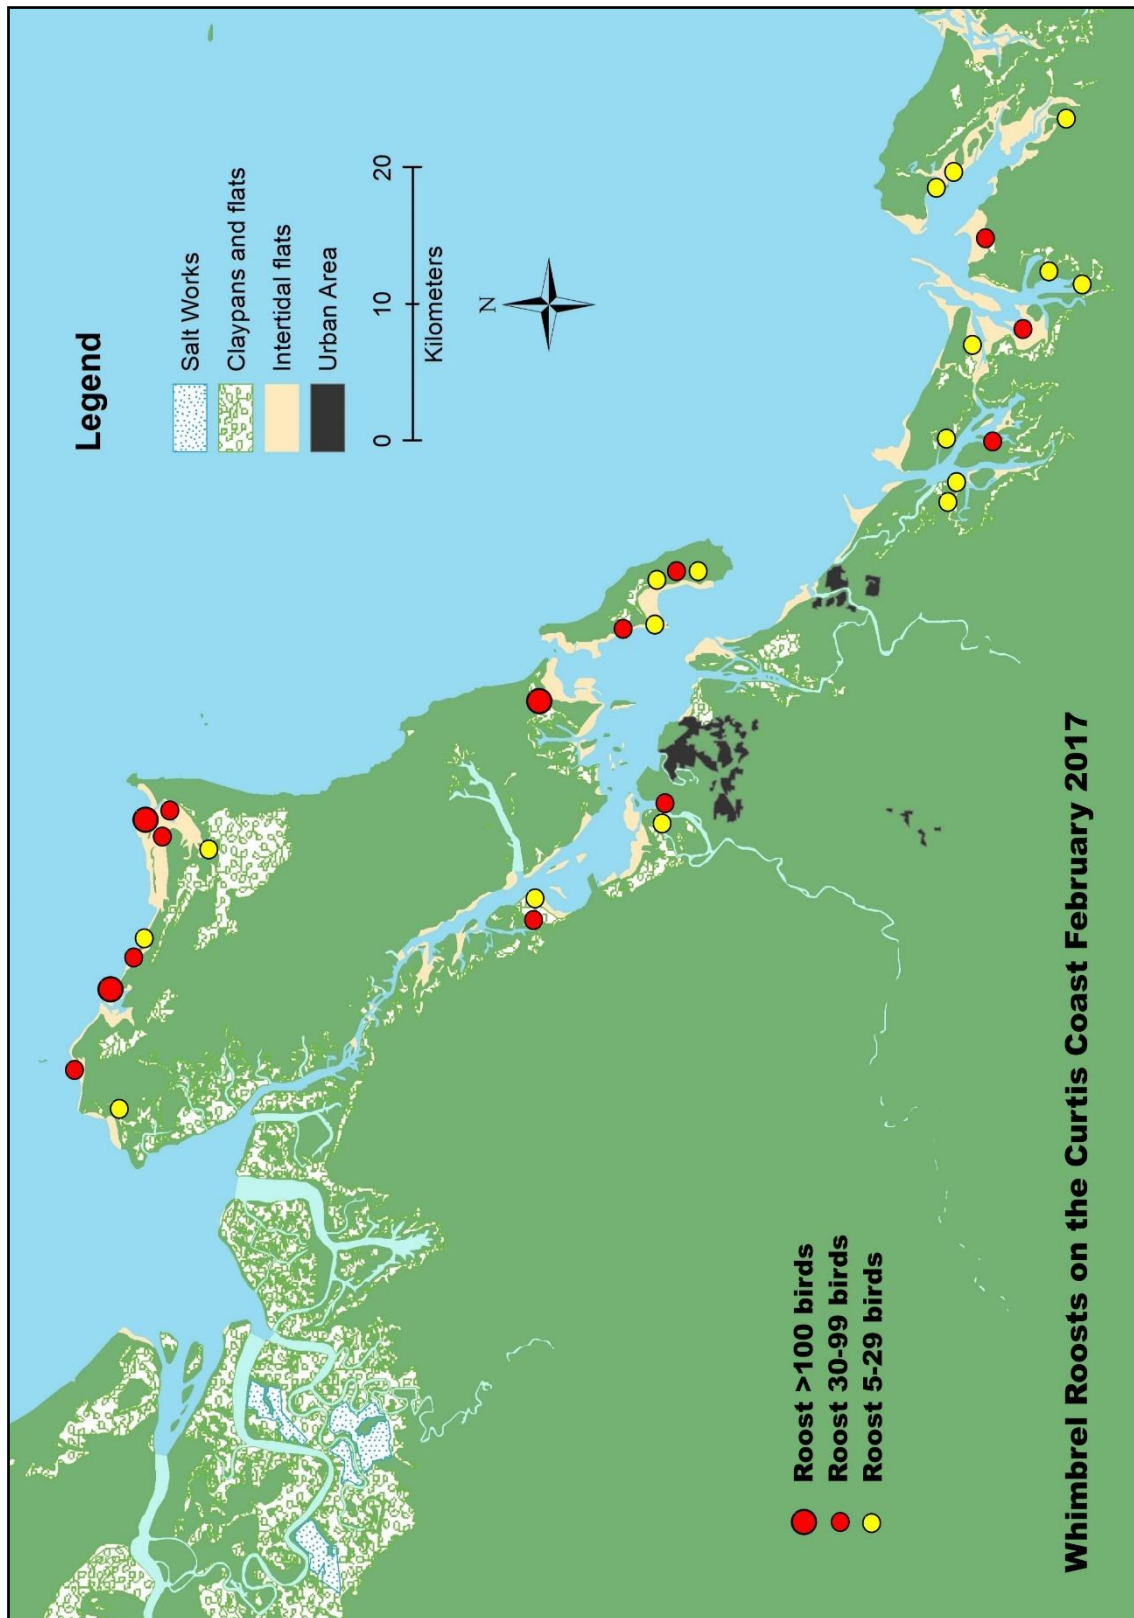 Legend
Salt Works
Claypans and flats
Intertidal flats
Urban Area
0 10 20
Kilometers
N
Roost >100 birds
Roost 30-99 birds
Roost 5-29 birds
Whimbrel Roosts on the Curtis Coast February 2017